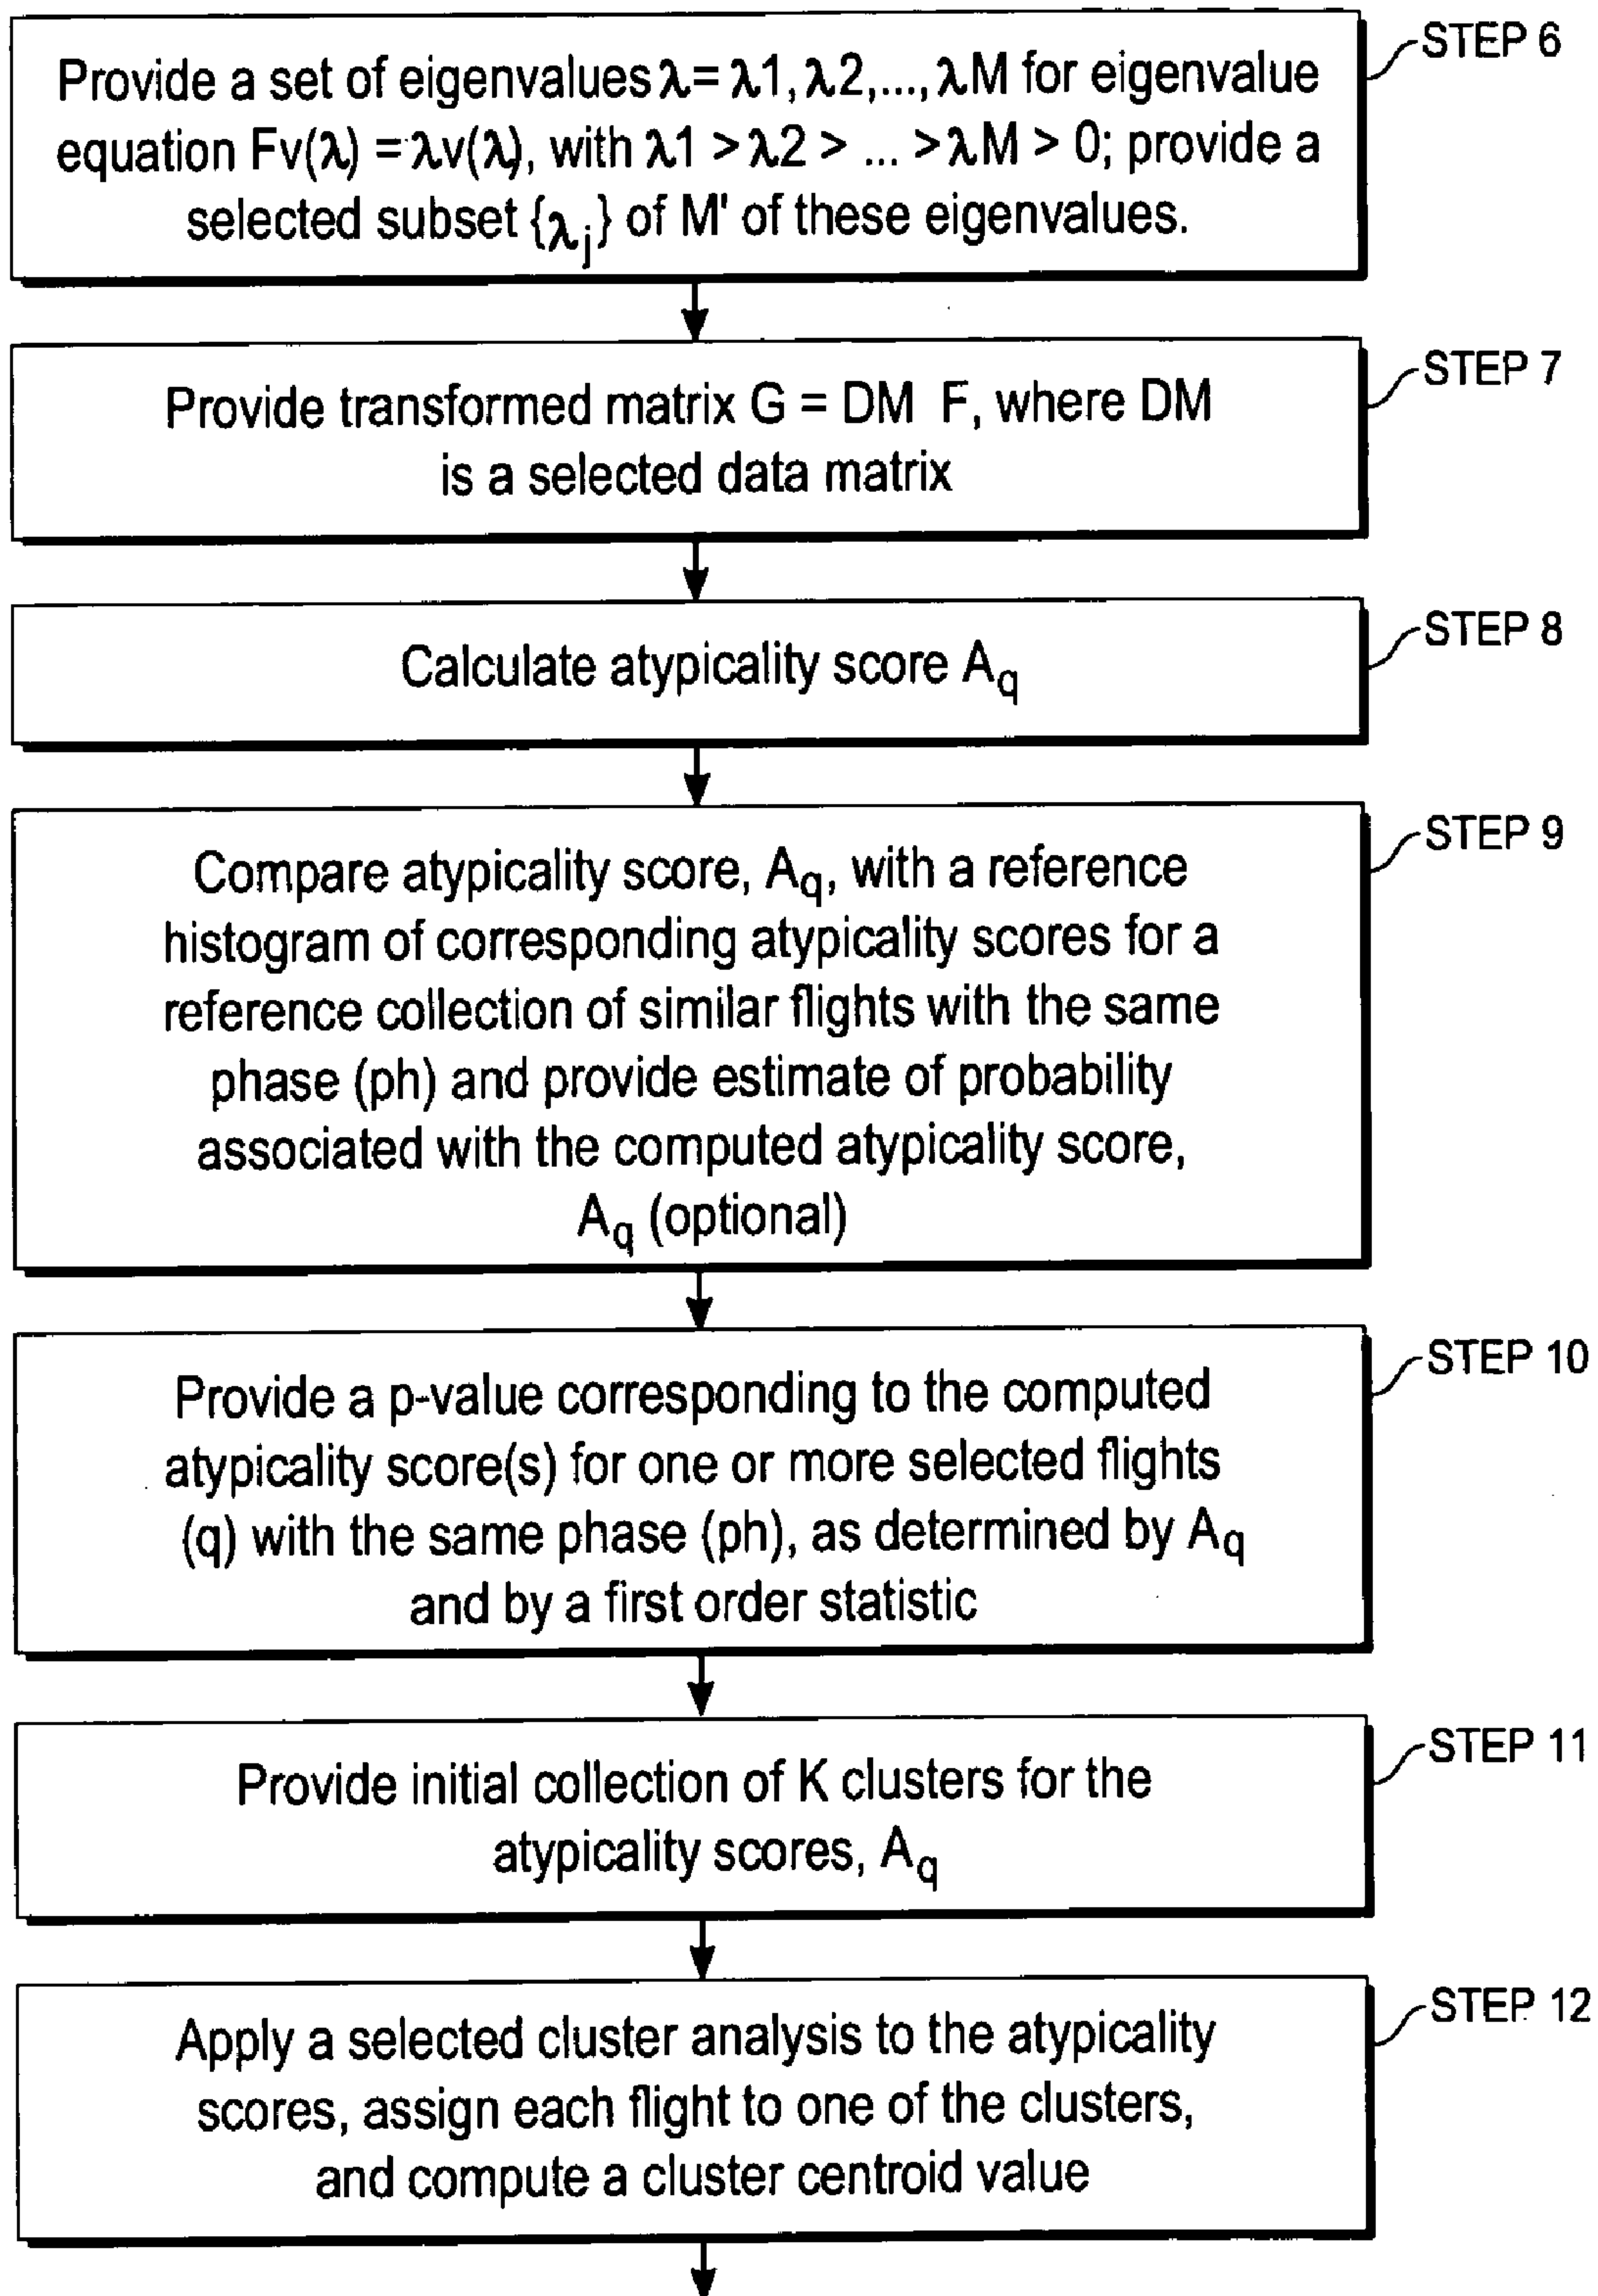 STEP 6
Provide a set of eigenvalues λ= λ1, λ2,..., λM for eigenvalue
equation Fv(λ) = λv(λ), with λ1 > λ2 > ... > λM > 0; provide a
selected subset {λj} of M' of these eigenvalues.
STEP 7
Provide transformed matrix G = DM F, where DM
is a selected data matrix
STEP 8
Calculate atypicality score Aq
STEP 9
Compare atypicality score, Aq, with a reference
histogram of corresponding atypicality scores for a
reference collection of similar flights with the same
phase (ph) and provide estimate of probability
associated with the computed atypicality score,
Aq (optional)
STEP 10
Provide a p-value corresponding to the computed
atypicality score(s) for one or more selected flights
(q) with the same phase (ph), as determined by Aq
and by a first order statistic
STEP 11
Provide initial collection of K clusters for the
atypicality scores, Aq
STEP 12
Apply a selected cluster analysis to the atypicality
scores, assign each flight to one of the clusters,
and compute a cluster centroid value